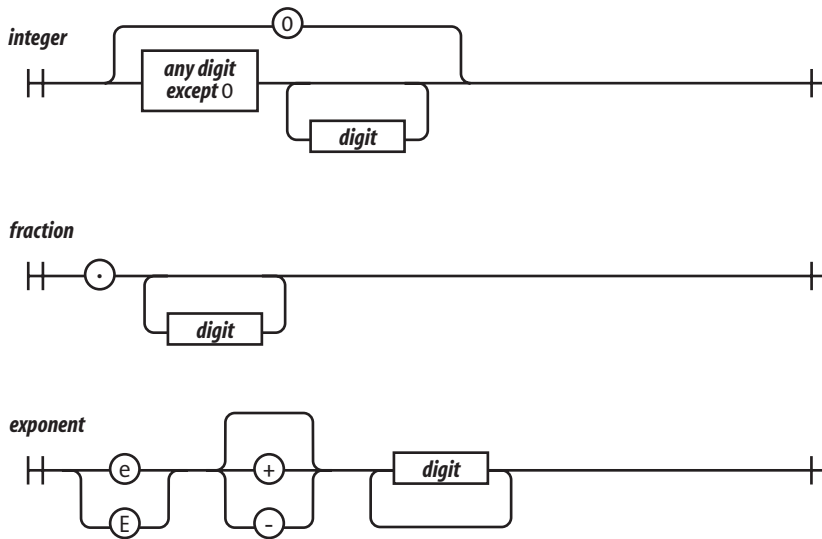 0
integer
any digit
except 0
digit
fraction
.
digit
exponent
e
+
digit
E
-